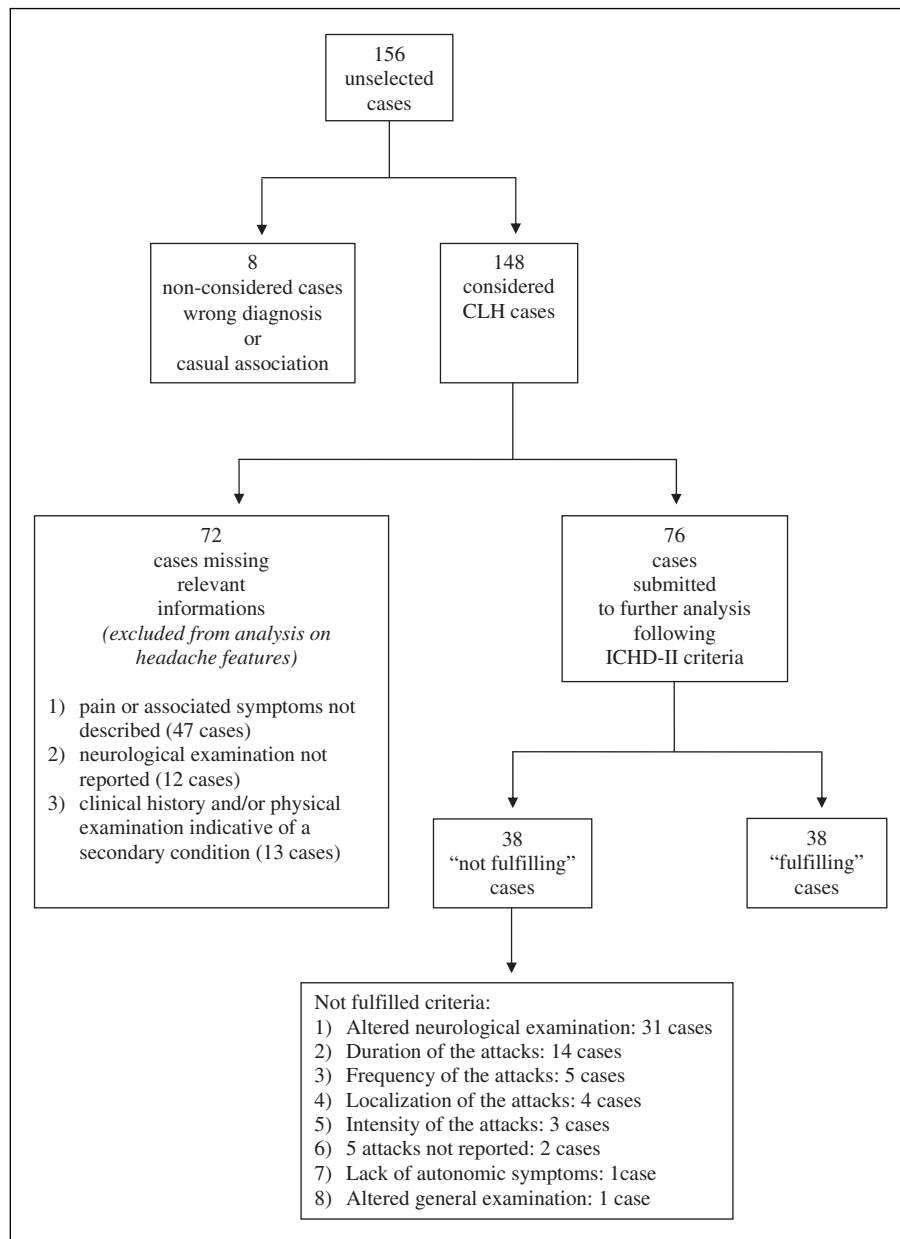 156
unselected
cases
8
non-considered cases
wrong diagnosis
or
casual association
148
considered
CLH cases
72
cases missing
relevant
informations
(excluded from analysis on
headache features)
1) pain or associated symptoms not
described (47 cases)
2) neurological examination not
reported (12 cases)
3) clinical history and/or physical
examination indicative of a
secondary condition (13 cases)
76
cases
submitted
to further analysis
following
ICHD-II criteria
38
“not fulfilling”
cases
38
“fulfilling”
cases
Not fulfilled criteria:
1) Altered neurological examination: 31 cases
2) Duration of the attacks: 14 cases
3) Frequency of the attacks: 5 cases
4) Localization of the attacks: 4 cases
5) Intensity of the attacks: 3 cases
6) 5 attacks not reported: 2 cases
7) Lack of autonomic symptoms: 1case
8) Altered general examination: 1 case